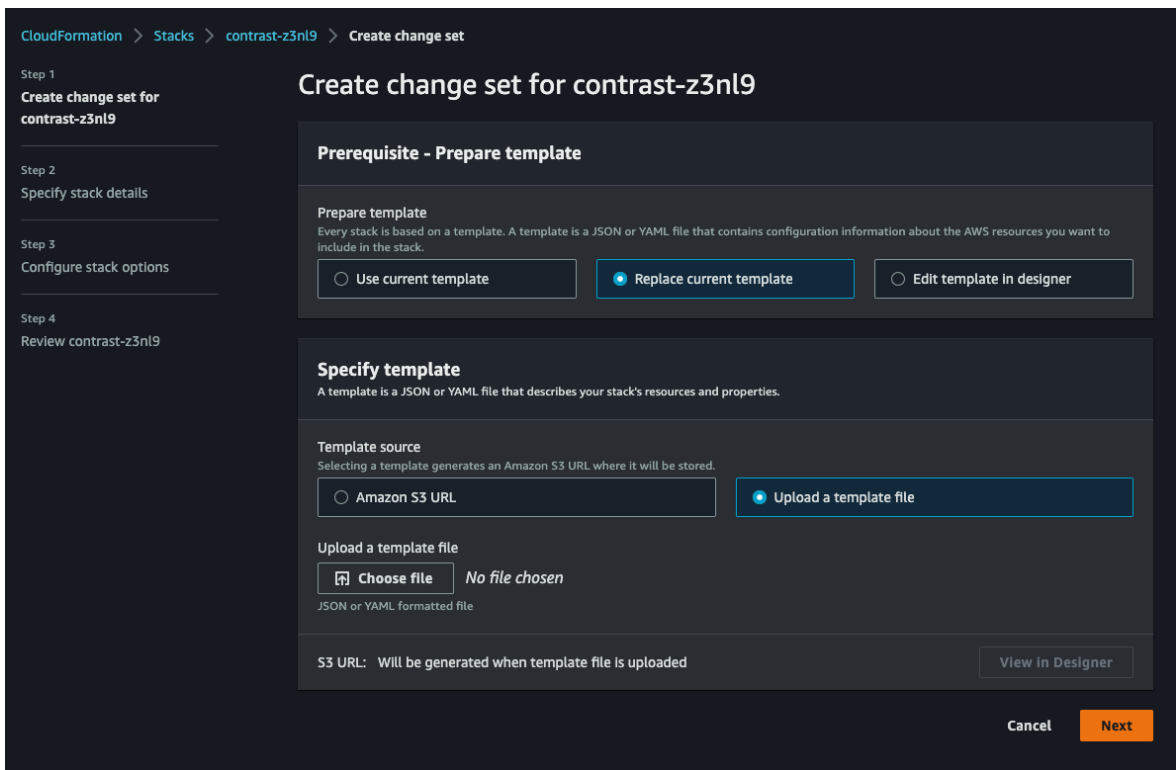 CloudFormation > Stacks > contrast-z3nl9 > Create change set
Step 1
Create change set for
contrast-z3nl9
Step 2
Specify stack details
Step 3
Configure stack options
Step 4
Review contrast-z3nl9
Create change set for contrast-z3nl9
Prerequisite - Prepare template
Prepare template
Every stack is based on a template. A template is a JSON or YAML file that contains configuration information about the AWS resources you want to
include in the stack.
Use current template
Replace current template
Edit template in designer
Specify template
A template is a JSON or YAML file that describes your stack's resources and properties.
Template source
Selecting a template generates an Amazon S3 URL where it will be stored.
Amazon S3 URL
Upload a template file
Upload a template file
Choose file No file chosen
JSON or YAML formatted file
S3 URL: Will be generated when template file is uploaded
View in Designer
Cancel
Next